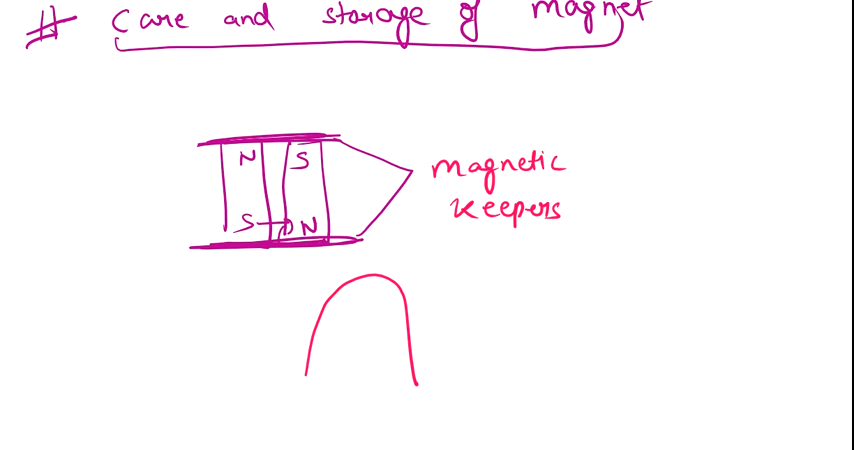 # Care and storage of magnet
N S
magnetic
keepers
S N